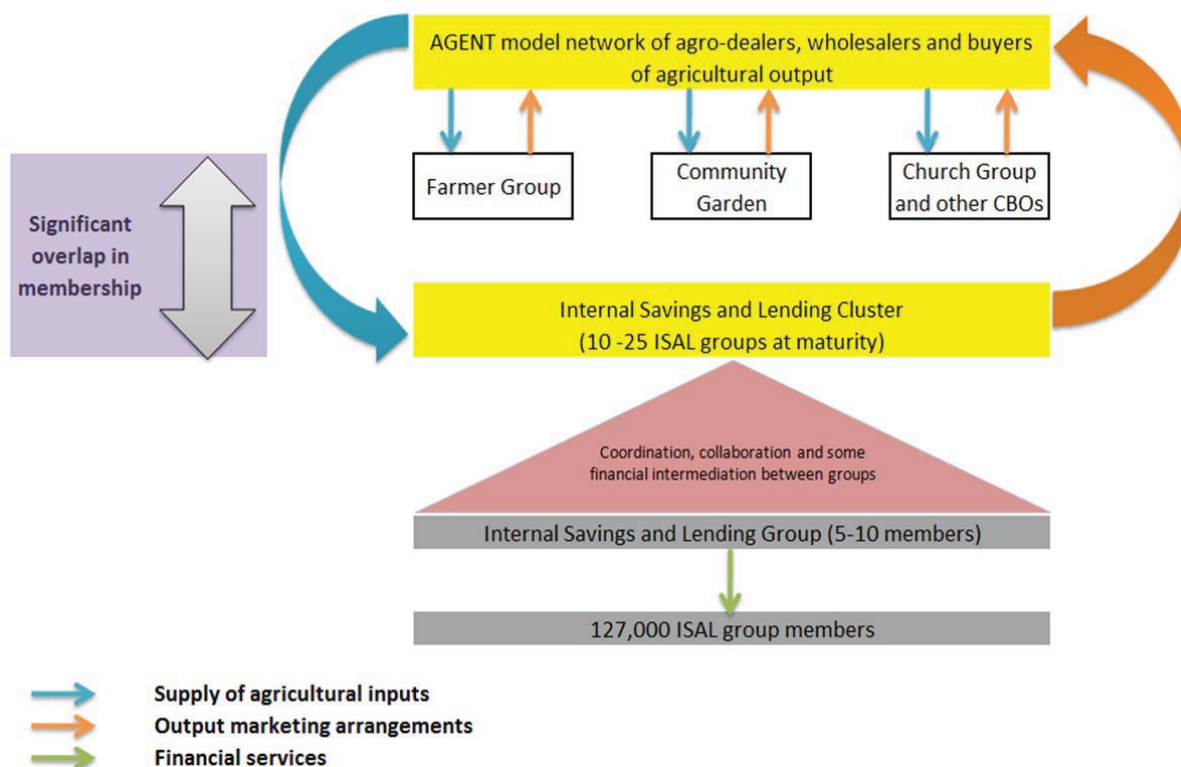 AGENT model network of agro-dealers, wholesalers and buyers
of agricultural output
Farmer Group
Community
Garden
Church Group
and other CBOs
Significant
overlap in
membership
Internal Savings and Lending Cluster
(10 -25 ISAL groups at maturity)
Coordination, collaboration and some
financial intermediation between groups
Internal Savings and Lending Group (5-10 members)
127,000 ISAL group members
Supply of agricultural inputs
Output marketing arrangements
Financial services